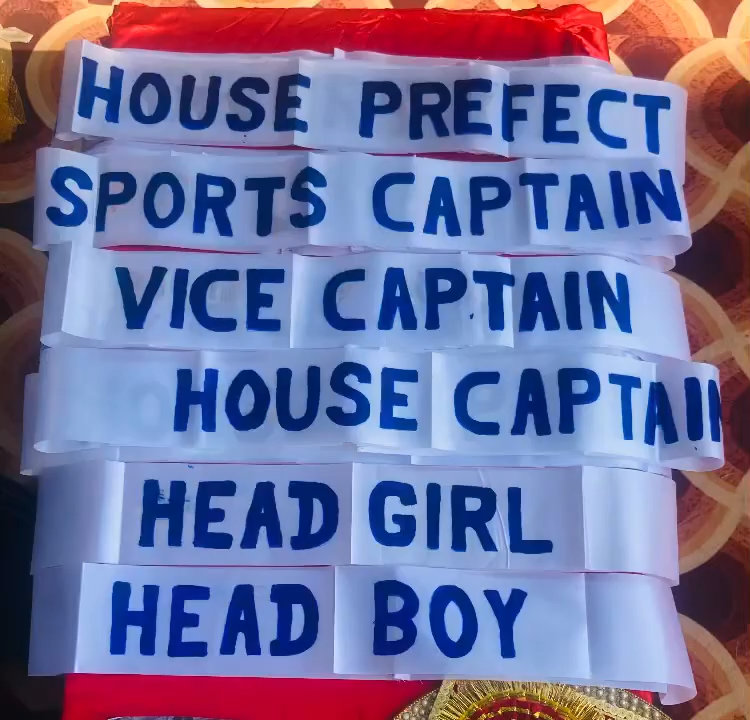 HOUSE PREFECT
SPORTS CAPTAIN
VICE CAPTAIN
HOUSE CAPTAIN
HEAD GIRL
HEAD BOY